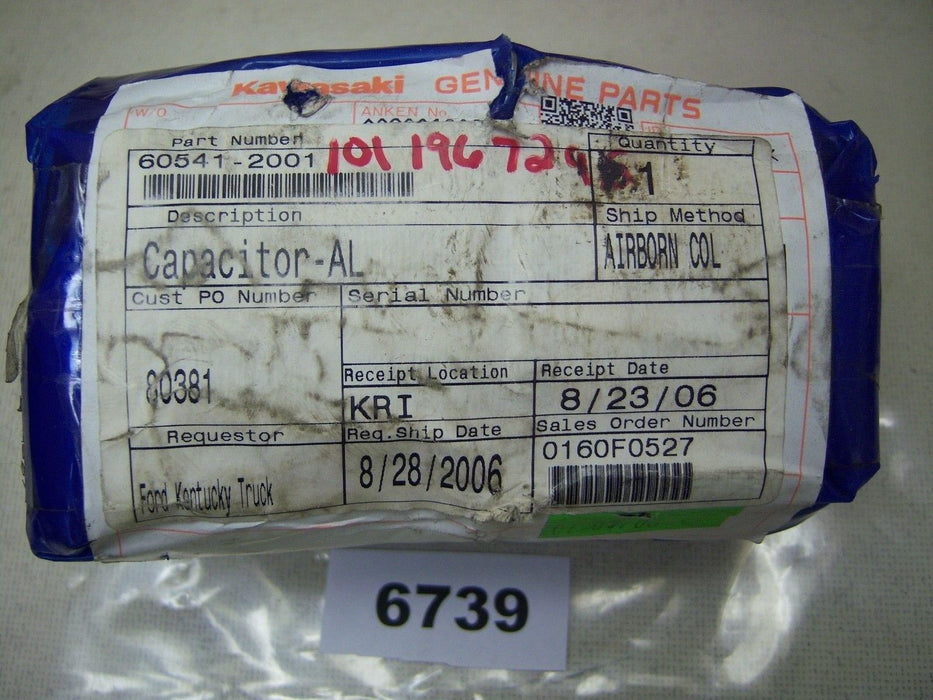 Kawasaki GENUINE PARTS
W/O ANKEN No.
Part Number Quantity
60541-2001 101 196 729 1
Description Ship Method
Capacitor-AL AIRBORN COL
Cust PO Number Serial Number
80381
Receipt Location Receipt Date
KRI 8/23/06
Requestor Req.Ship Date Sales Order Number
0160F0527
Ford Kentucky Truck 8/28/2006
6739